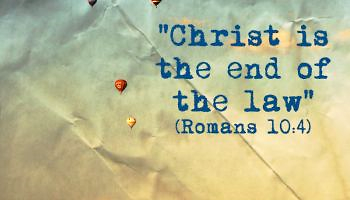 "Christ is
the end of
the law"
(Romans 10:4)